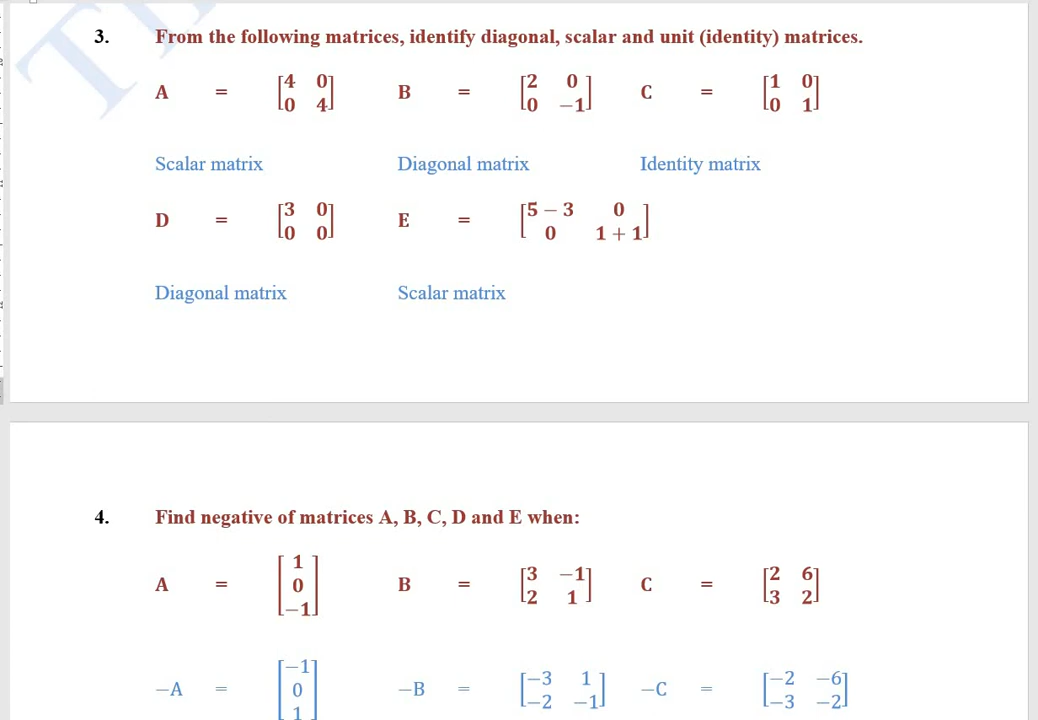 3. From the following matrices, identify diagonal, scalar and unit (identity) matrices.
A = [4 0; 0 4] B = [2 0; 0 −1] C = [1 0; 0 1]
Scalar matrix Diagonal matrix Identity matrix
D = [3 0; 0 0] E = [5 − 3 0; 0 1 + 1]
Diagonal matrix Scalar matrix
4. Find negative of matrices A, B, C, D and E when:
A = [1; 0; −1] B = [3 −1; 2 1] C = [2 6; 3 2]
−A = [−1; 0; 1] −B = [−3 1; −2 −1] −C = [−2 −6; −3 −2]